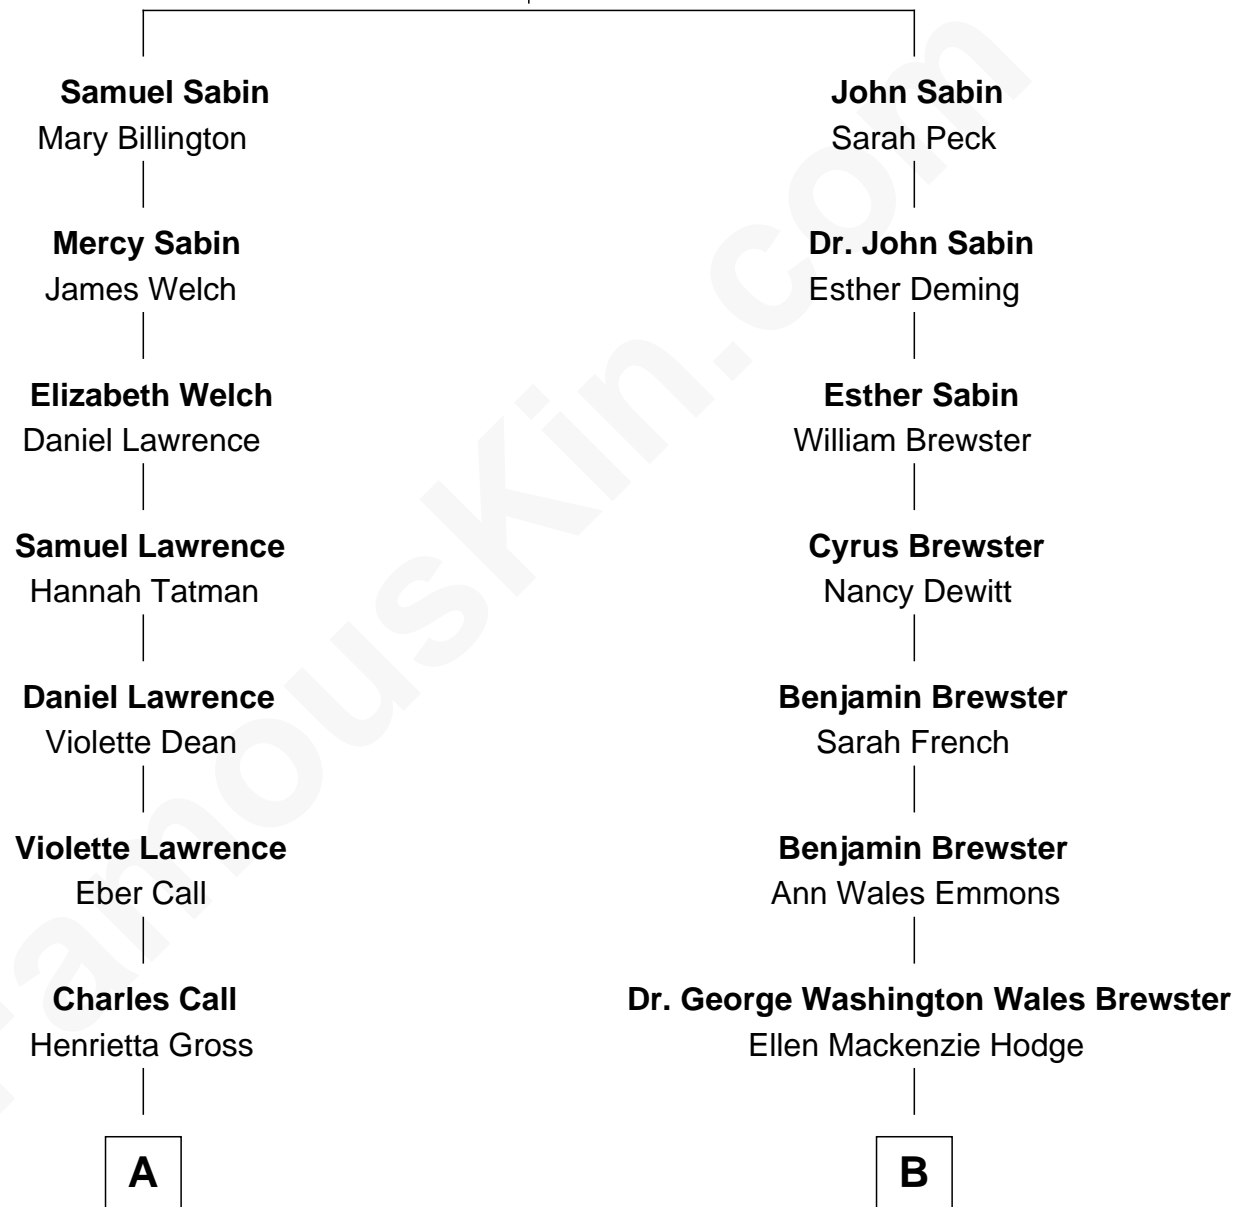 Samuel Sabin
Mary Billington
John Sabin
Sarah Peck
Mercy Sabin
James Welch
Dr. John Sabin
Esther Deming
Elizabeth Welch
Daniel Lawrence
Esther Sabin
William Brewster
Samuel Lawrence
Hannah Tatman
Cyrus Brewster
Nancy Dewitt
Daniel Lawrence
Violette Dean
Benjamin Brewster
Sarah French
Violette Lawrence
Eber Call
Benjamin Brewster
Ann Wales Emmons
Charles Call
Henrietta Gross
Dr. George Washington Wales Brewster
Ellen Mackenzie Hodge
A
B
FamousKin.com